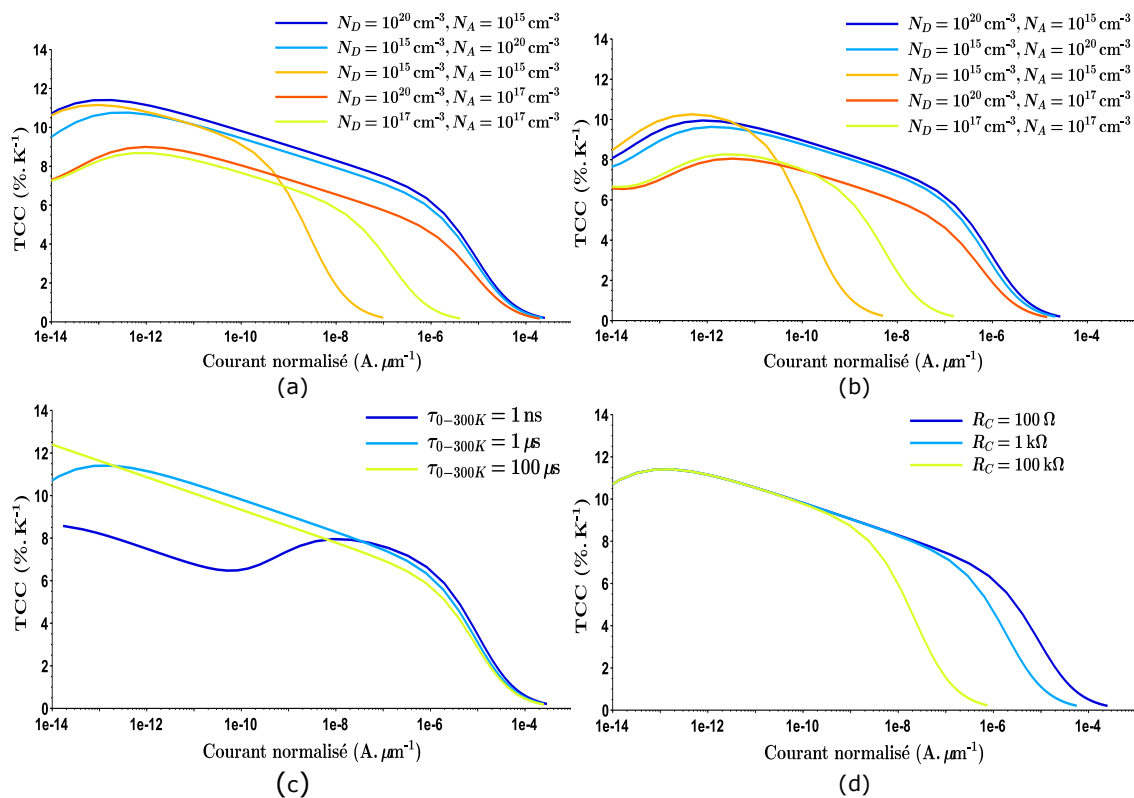 N_D = 10^20 cm^-3, N_A = 10^15 cm^-3
N_D = 10^15 cm^-3, N_A = 10^20 cm^-3
N_D = 10^15 cm^-3, N_A = 10^15 cm^-3
N_D = 10^20 cm^-3, N_A = 10^17 cm^-3
N_D = 10^17 cm^-3, N_A = 10^17 cm^-3
TCC (%. K^-1)
14
12
10
8
6
4
2
0
1e-14 1e-12 1e-10 1e-8 1e-6 1e-4
Courant normalisé (A. μm^-1)
(a)
N_D = 10^20 cm^-3, N_A = 10^15 cm^-3
N_D = 10^15 cm^-3, N_A = 10^20 cm^-3
N_D = 10^15 cm^-3, N_A = 10^15 cm^-3
N_D = 10^20 cm^-3, N_A = 10^17 cm^-3
N_D = 10^17 cm^-3, N_A = 10^17 cm^-3
TCC (%. K^-1)
14
12
10
8
6
4
2
0
1e-14 1e-12 1e-10 1e-8 1e-6 1e-4
Courant normalisé (A. μm^-1)
(b)
τ_0−300K = 1 ns
τ_0−300K = 1 μs
τ_0−300K = 100 μs
TCC (%. K^-1)
14
12
10
8
6
4
2
0
1e-14 1e-12 1e-10 1e-8 1e-6 1e-4
Courant normalisé (A. μm^-1)
(c)
R_C = 100 Ω
R_C = 1 kΩ
R_C = 100 kΩ
TCC (%. K^-1)
14
12
10
8
6
4
2
0
1e-14 1e-12 1e-10 1e-8 1e-6 1e-4
Courant normalisé (A. μm^-1)
(d)